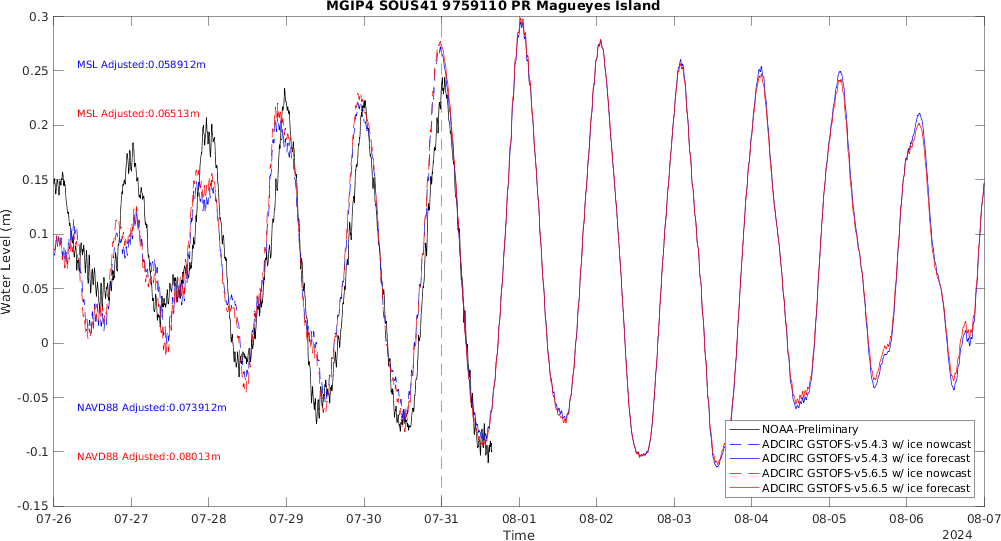 MGIP4 SOUS41 9759110 PR Magueyes Island
0.3
0.25
0.2
0.15
0.1
0.05
0
-0.05
-0.1
-0.15
Water Level (m)
MSL Adjusted:0.058912m
MSL Adjusted:0.06513m
NAVD88 Adjusted:0.073912m
NAVD88 Adjusted:0.08013m
NOAA-Preliminary
ADCIRC GSTOFS-v5.4.3 w/ ice nowcast
ADCIRC GSTOFS-v5.4.3 w/ ice forecast
ADCIRC GSTOFS-v5.6.5 w/ ice nowcast
ADCIRC GSTOFS-v5.6.5 w/ ice forecast
07-26 07-27 07-28 07-29 07-30 07-31 08-01 08-02 08-03 08-04 08-05 08-06 08-07
Time
2024